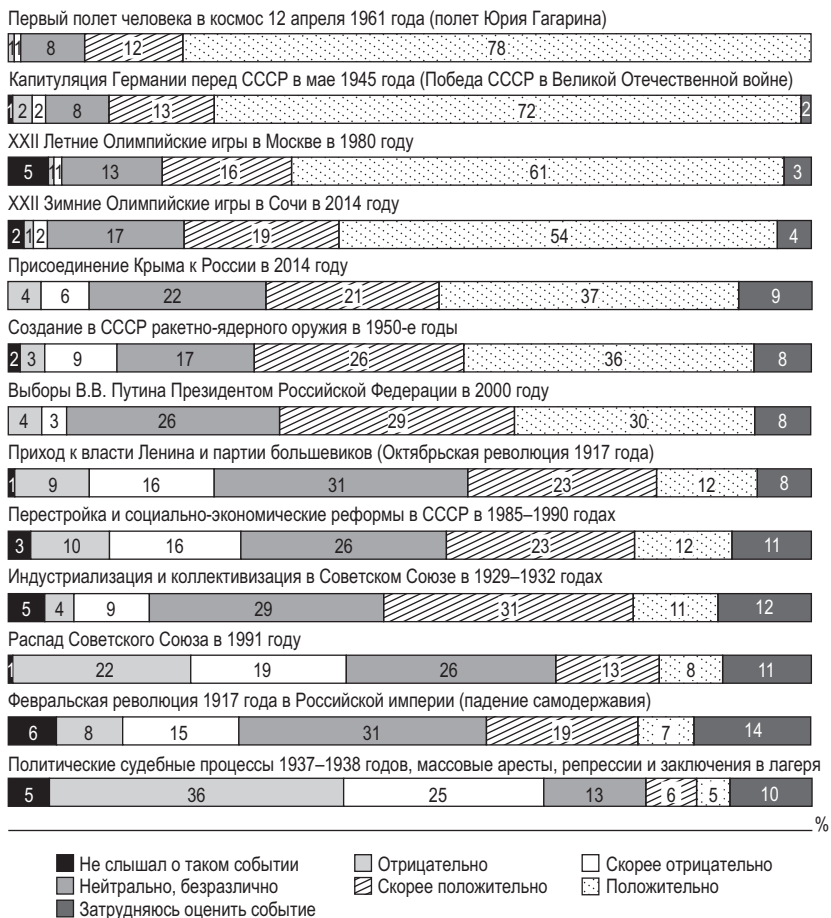 Первый полет человека в космос 12 апреля 1961 года (полет Юрия Гагарина)
1 1 8 12 78
Капитуляция Германии перед СССР в мае 1945 года (Победа СССР в Великой Отечественной войне)
1 2 2 8 13 72 2
XXII Летние Олимпийские игры в Москве в 1980 году
5 1 1 13 16 61 3
XXII Зимние Олимпийские игры в Сочи в 2014 году
2 1 2 17 19 54 4
Присоединение Крыма к России в 2014 году
4 6 22 21 37 9
Создание в СССР ракетно-ядерного оружия в 1950-е годы
2 3 9 17 26 36 8
Выборы В.В. Путина Президентом Российской Федерации в 2000 году
4 3 26 29 30 8
Приход к власти Ленина и партии большевиков (Октябрьская революция 1917 года)
1 9 16 31 23 12 8
Перестройка и социально-экономические реформы в СССР в 1985–1990 годах
3 10 16 26 23 12 11
Индустриализация и коллективизация в Советском Союзе в 1929–1932 годах
5 4 9 29 31 11 12
Распад Советского Союза в 1991 году
1 22 19 26 13 8 11
Февральская революция 1917 года в Российской империи (падение самодержавия)
6 8 15 31 19 7 14
Политические судебные процессы 1937–1938 годов, массовые аресты, репрессии и заключения в лагеря
5 36 25 13 6 5 10
%
Не слышал о таком событии Отрицательно Скорее отрицательно
Нейтрально, безразлично Скорее положительно Положительно
Затрудняюсь оценить событие